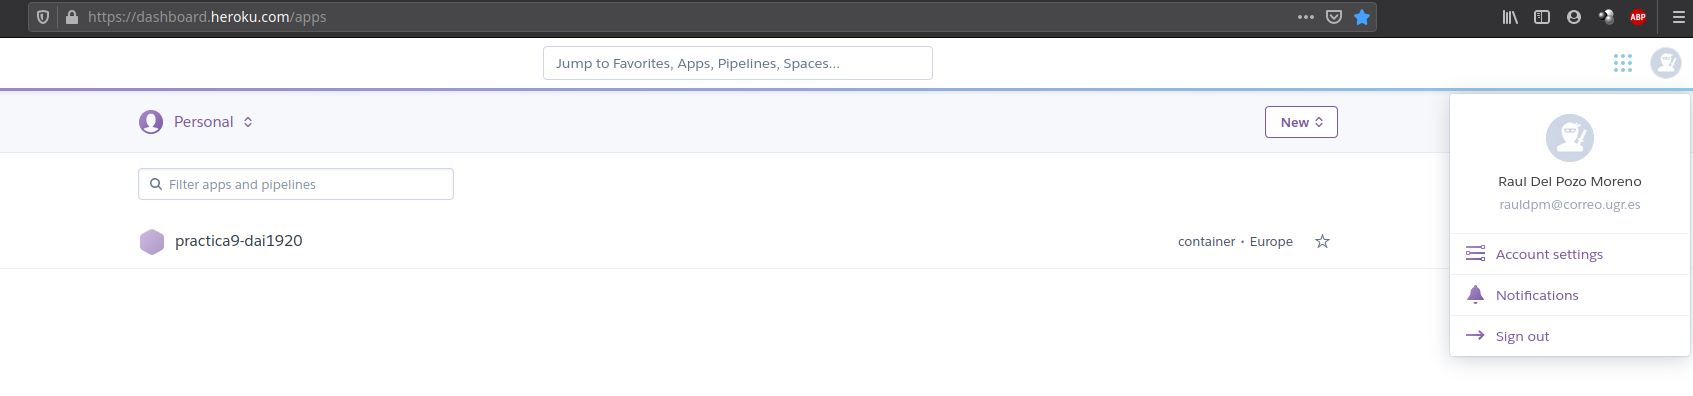 https://dashboard.heroku.com/apps
ABP
Jump to Favorites, Apps, Pipelines, Spaces...
Personal
New
Filter apps and pipelines
practica9-dai1920
container • Europe
Raul Del Pozo Moreno
rauldpm@correo.ugr.es
Account settings
Notifications
Sign out